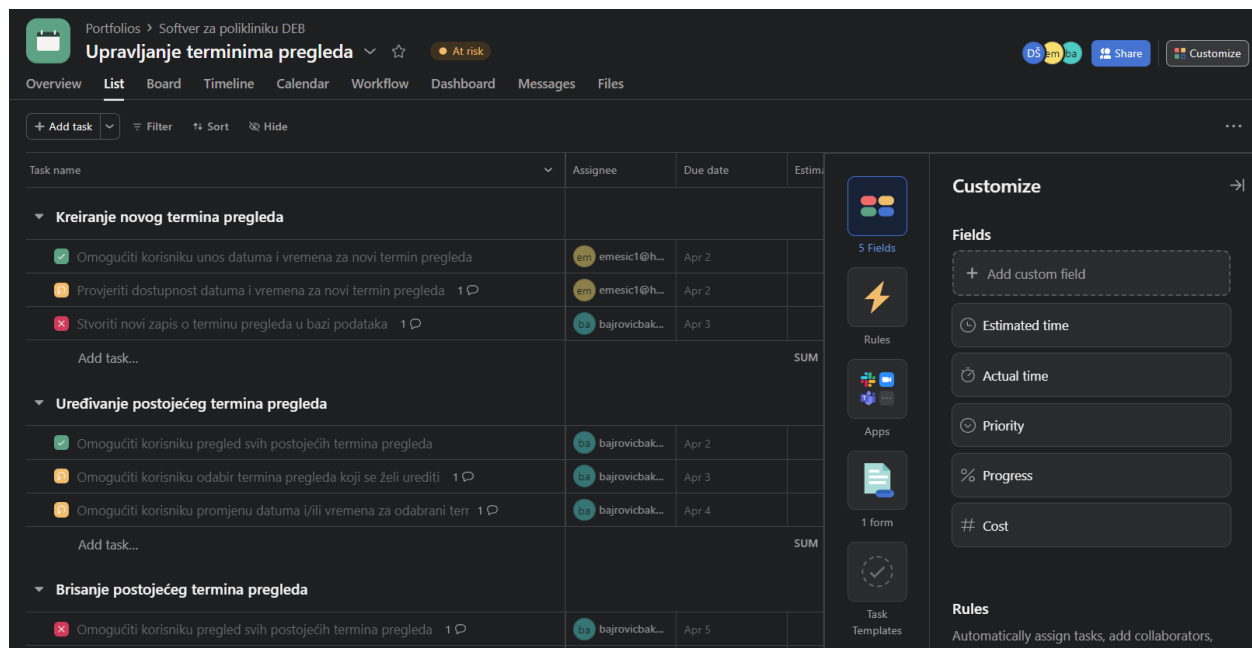 Portfolios > Softver za polikliniku DEB
Upravljanje terminima pregleda
At risk
DŠ em ba
Share
Customize
Overview List Board Timeline Calendar Workflow Dashboard Messages Files
+ Add task
Filter
Sort
Hide
Task name Assignee Due date Estim
Kreiranje novog termina pregleda
Omogućiti korisniku unos datuma i vremena za novi termin pregleda em emesic1@h... Apr 2
Provjeriti dostupnost datuma i vremena za novi termin pregleda 1 em emesic1@h... Apr 2
Stvoriti novi zapis o terminu pregleda u bazi podataka 1 ba bajrovicbak... Apr 3
Add task... SUM
Uređivanje postojećeg termina pregleda
Omogućiti korisniku pregled svih postojećih termina pregleda ba bajrovicbak... Apr 2
Omogućiti korisniku odabir termina pregleda koji se želi urediti 1 ba bajrovicbak... Apr 3
Omogućiti korisniku promjenu datuma i/ili vremena za odabrani terr 1 ba bajrovicbak... Apr 4
Add task... SUM
Brisanje postojećeg termina pregleda
Omogućiti korisniku pregled svih postojećih termina pregleda 1 ba bajrovicbak... Apr 5
5 Fields
Rules
Apps
1 form
Task
Templates
Customize
Fields
+ Add custom field
Estimated time
Actual time
Priority
% Progress
# Cost
Rules
Automatically assign tasks, add collaborators,